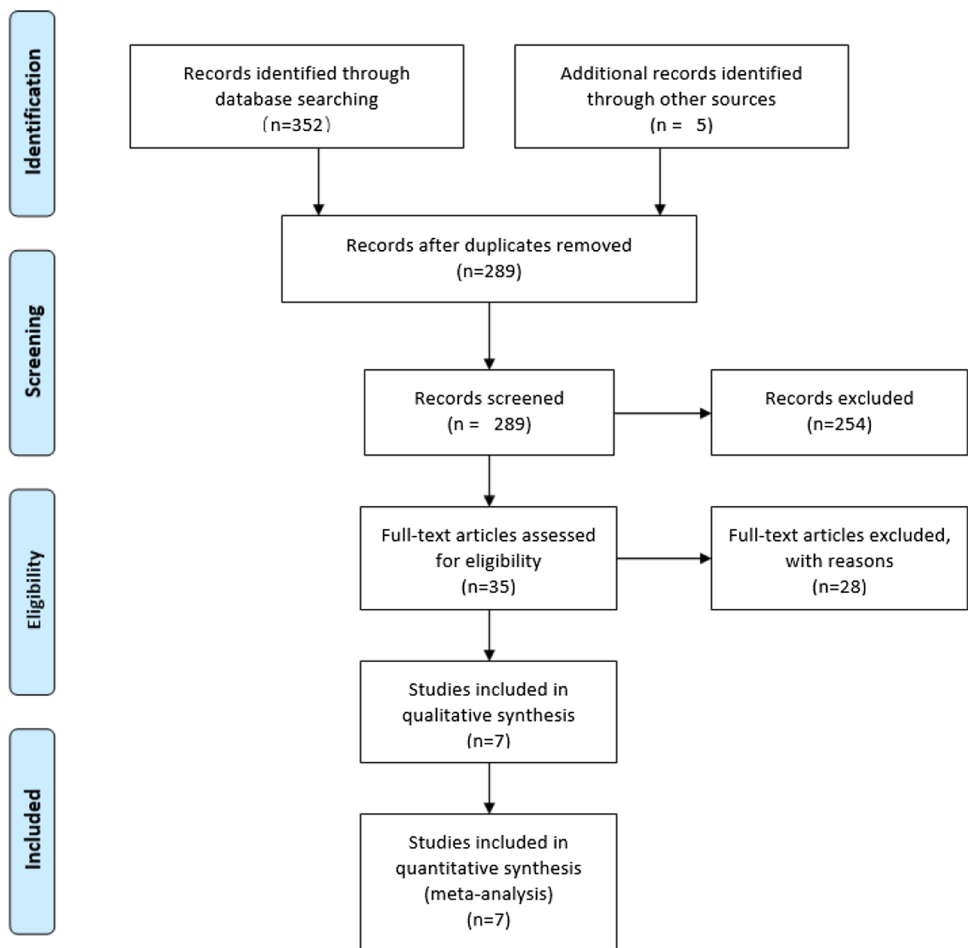 Identification
Records identified through
database searching
(n=352)
Additional records identified
through other sources
(n = 5)
Records after duplicates removed
(n=289)
Screening
Records screened
(n = 289)
Records excluded
(n=254)
Eligibility
Full-text articles assessed
for eligibility
(n=35)
Full-text articles excluded,
with reasons
(n=28)
Studies included in
qualitative synthesis
(n=7)
Included
Studies included in
quantitative synthesis
(meta-analysis)
(n=7)